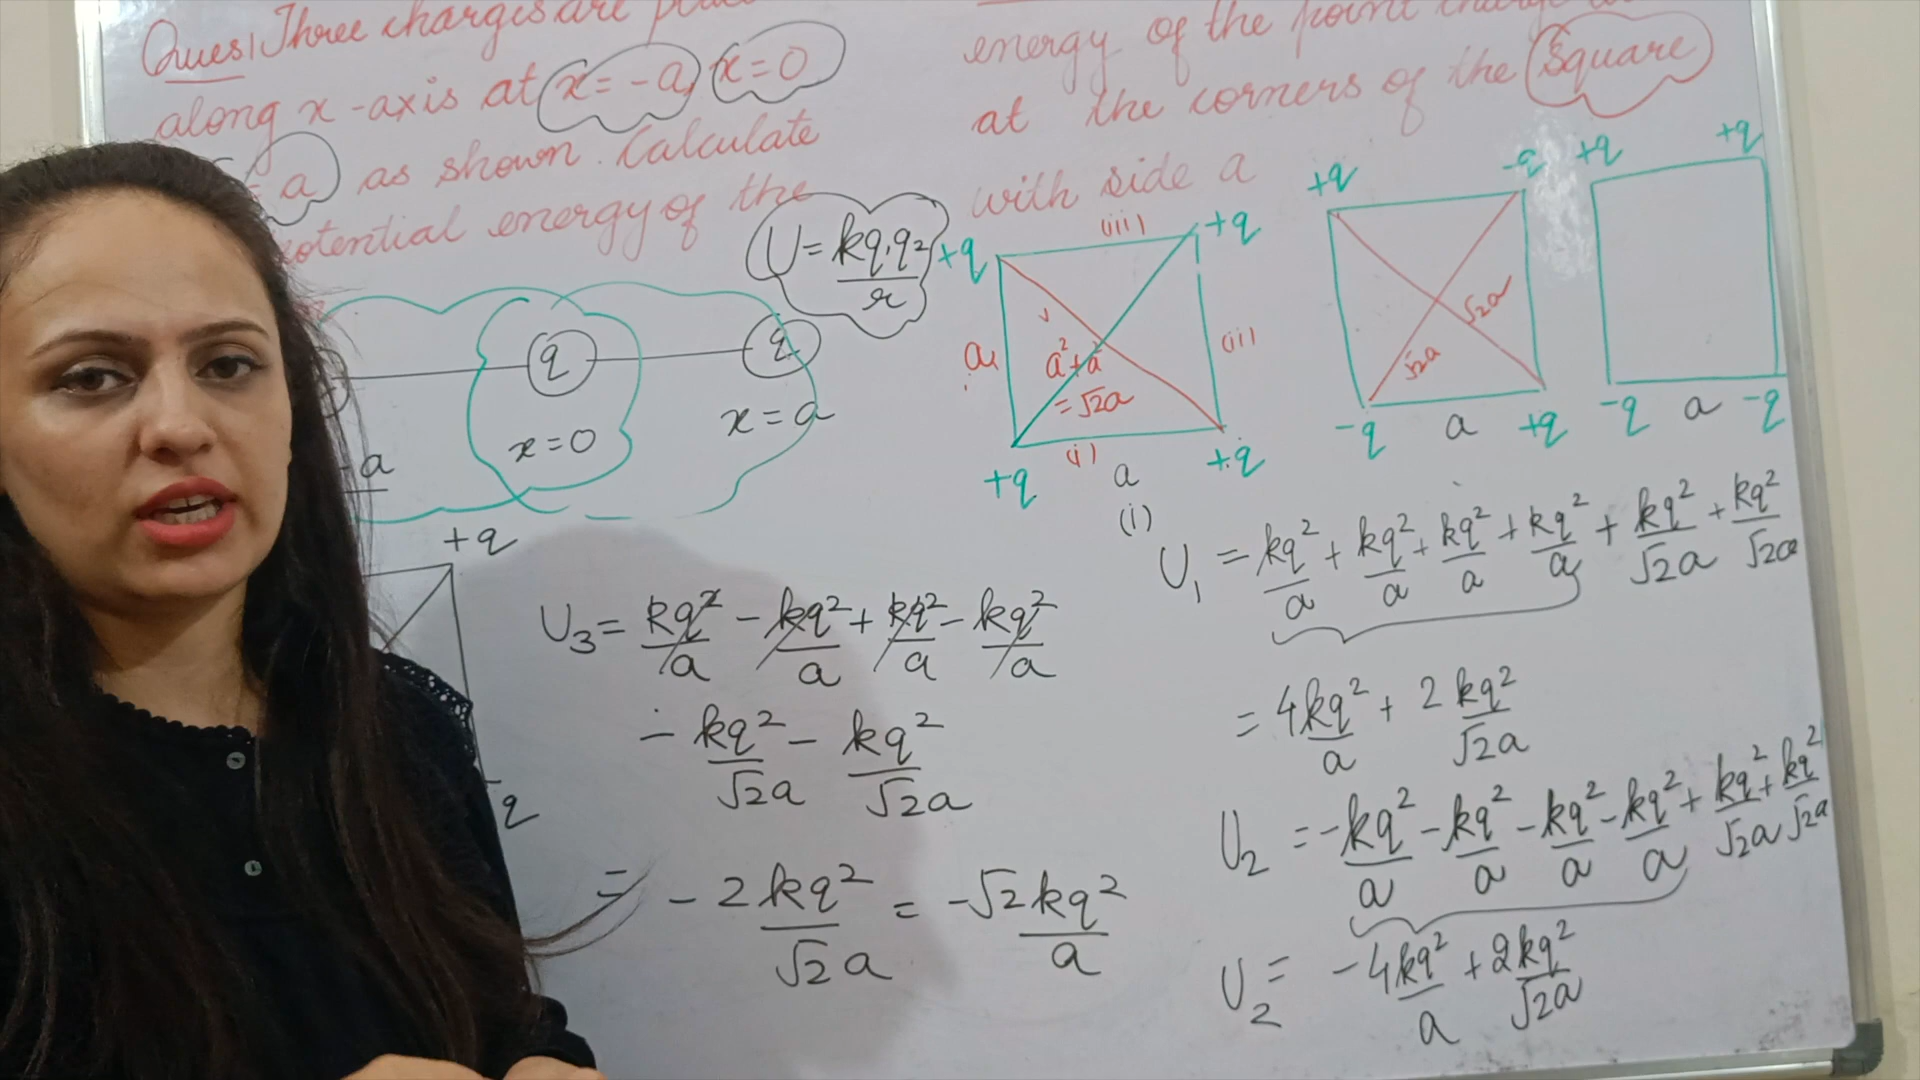 Ques1 Three charges are
along x-axis at x=-a, x=0
a as shown. Calculate
potential energy of the
U = kq1q2/r
q q
x=0 x=a
-a
+q
-q
energy of the point
at the corners of the Square
with side a
+q (iii) +q
a a²+a² (ii)
=√2a
+q (i) a +q
+q -q
√2a √2a
-q a +q
+q +q
-q a -q
(i)
U1 = kq²/a + kq²/a + kq²/a + kq²/a + kq²/√2a + kq²/√2a
= 4kq²/a + 2kq²/√2a
U2 = -kq²/a - kq²/a - kq²/a - kq²/a + kq²/√2a + kq²/√2a
U2 = -4kq²/a + 2kq²/√2a
U3 = kq²/a - kq²/a + kq²/a - kq²/a
- kq²/√2a - kq²/√2a
= -2kq²/√2a = -√2kq²/a